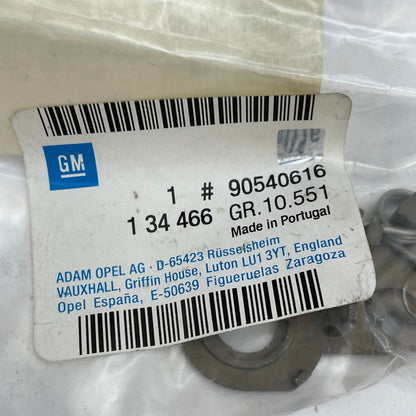 GM
1 # 90540616
1 34 466 GR.10.551
Made in Portugal
ADAM OPEL AG · D-65423 Rüsselsheim
VAUXHALL, Griffin House, Luton LU1 3YT, England
Opel España, E-50639 Figueruelas Zaragoza